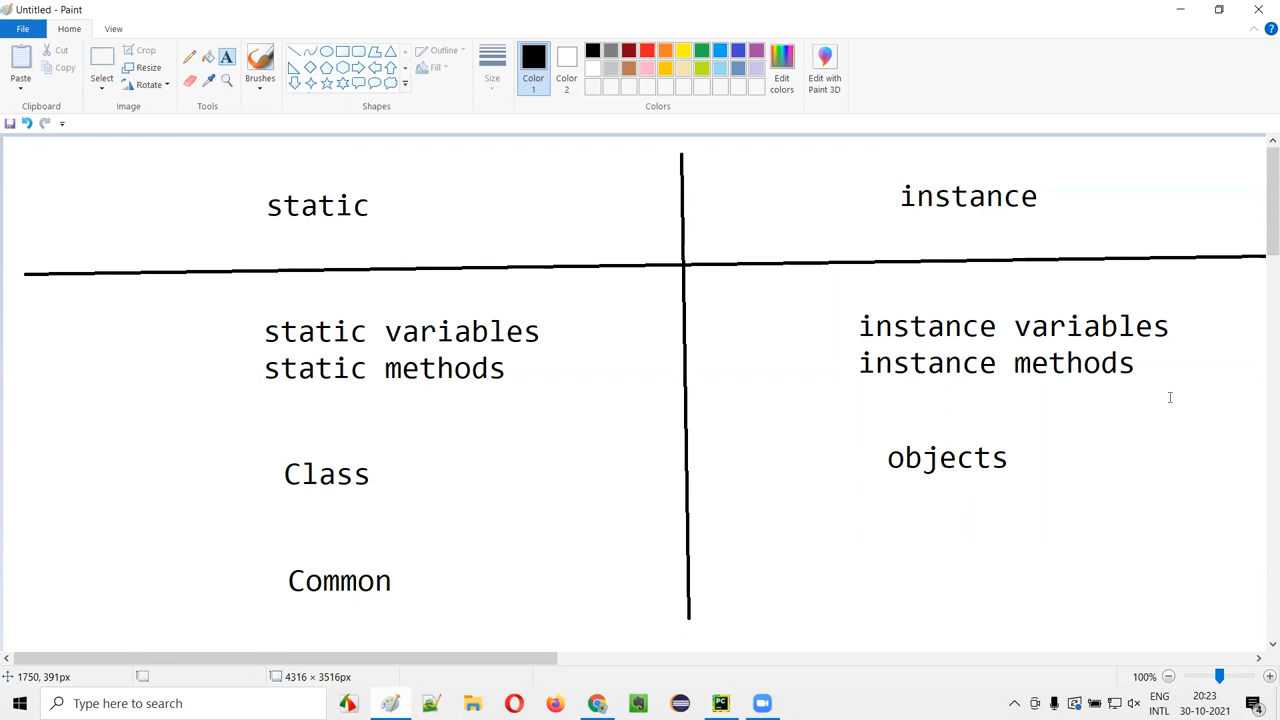 Untitled - Paint
File
Home
View
Paste
Cut
Copy
Clipboard
Select
Crop
Resize
Rotate
Image
Tools
Brushes
Shapes
Outline
Fill
Size
Color
1
Color
2
Edit
colors
Colors
Edit with
Paint 3D
static
instance
static variables
static methods
instance variables
instance methods
Class
objects
Common
1750, 391px
4316 × 3516px
100%
Type here to search
PC
ENG
INTL
20:23
30-10-2021
4